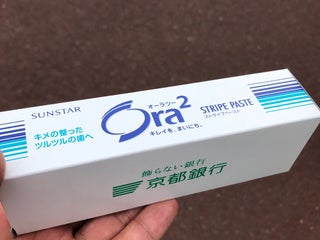 SUNSTAR
キメの整った
ツルツルの歯へ
オーラツー
Ora²
キレイを、まいにち。
STRIPE PASTE
ストライプペースト
飾らない銀行
京都銀行